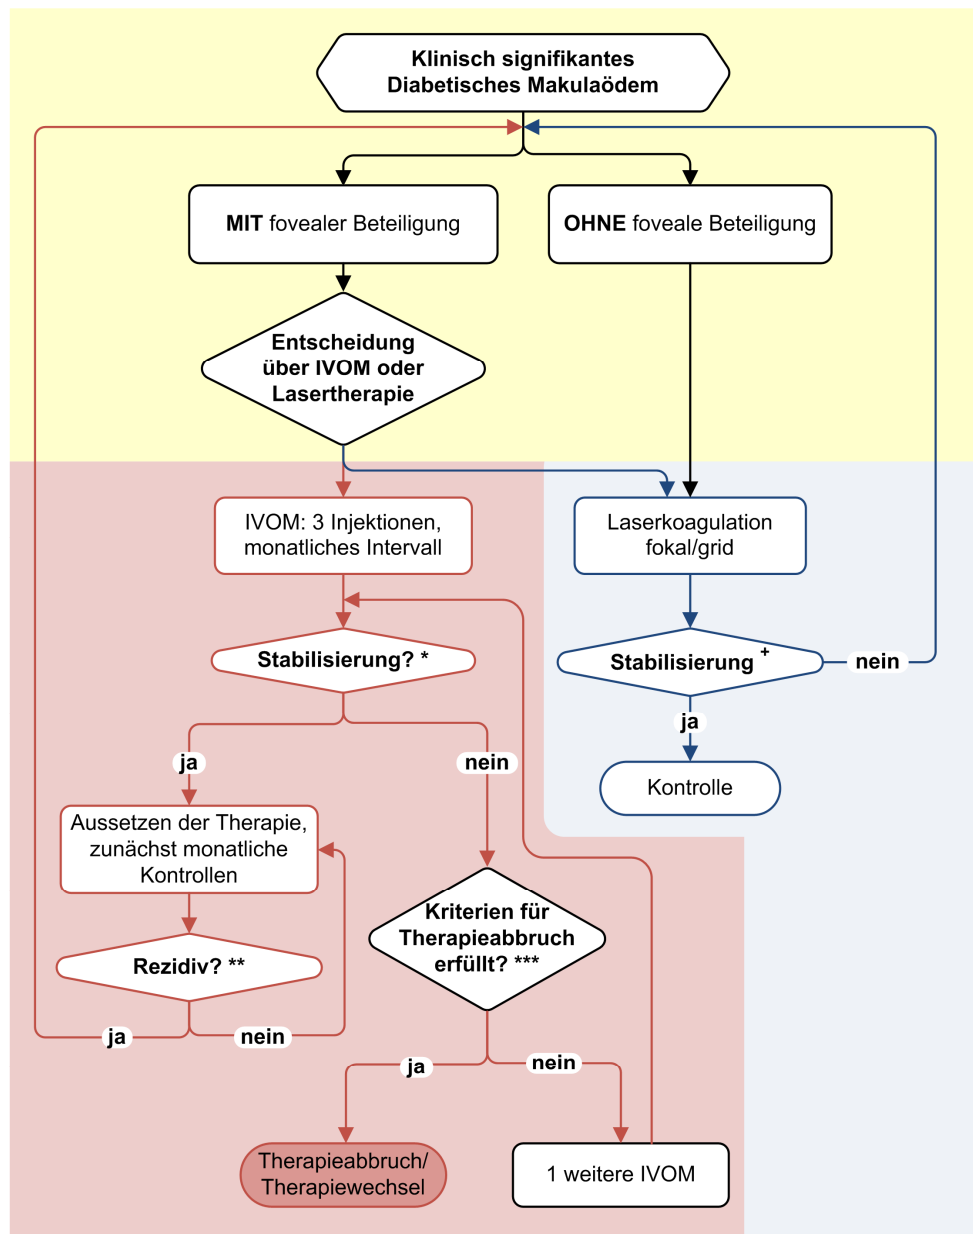 Klinisch signifikantes
Diabetisches Makulaödem
MIT fovealer Beteiligung
OHNE foveale Beteiligung
Entscheidung
über IVOM oder
Lasertherapie
IVOM: 3 Injektionen,
monatliches Intervall
Laserkoagulation
fokal/grid
Stabilisierung? *
Stabilisierung +
nein
ja
ja
nein
Kontrolle
Aussetzen der Therapie,
zunächst monatliche
Kontrollen
Kriterien für
Therapieabbruch
erfüllt? ***
Rezidiv? **
ja
nein
ja
nein
Therapieabbruch/
Therapiewechsel
1 weitere IVOM